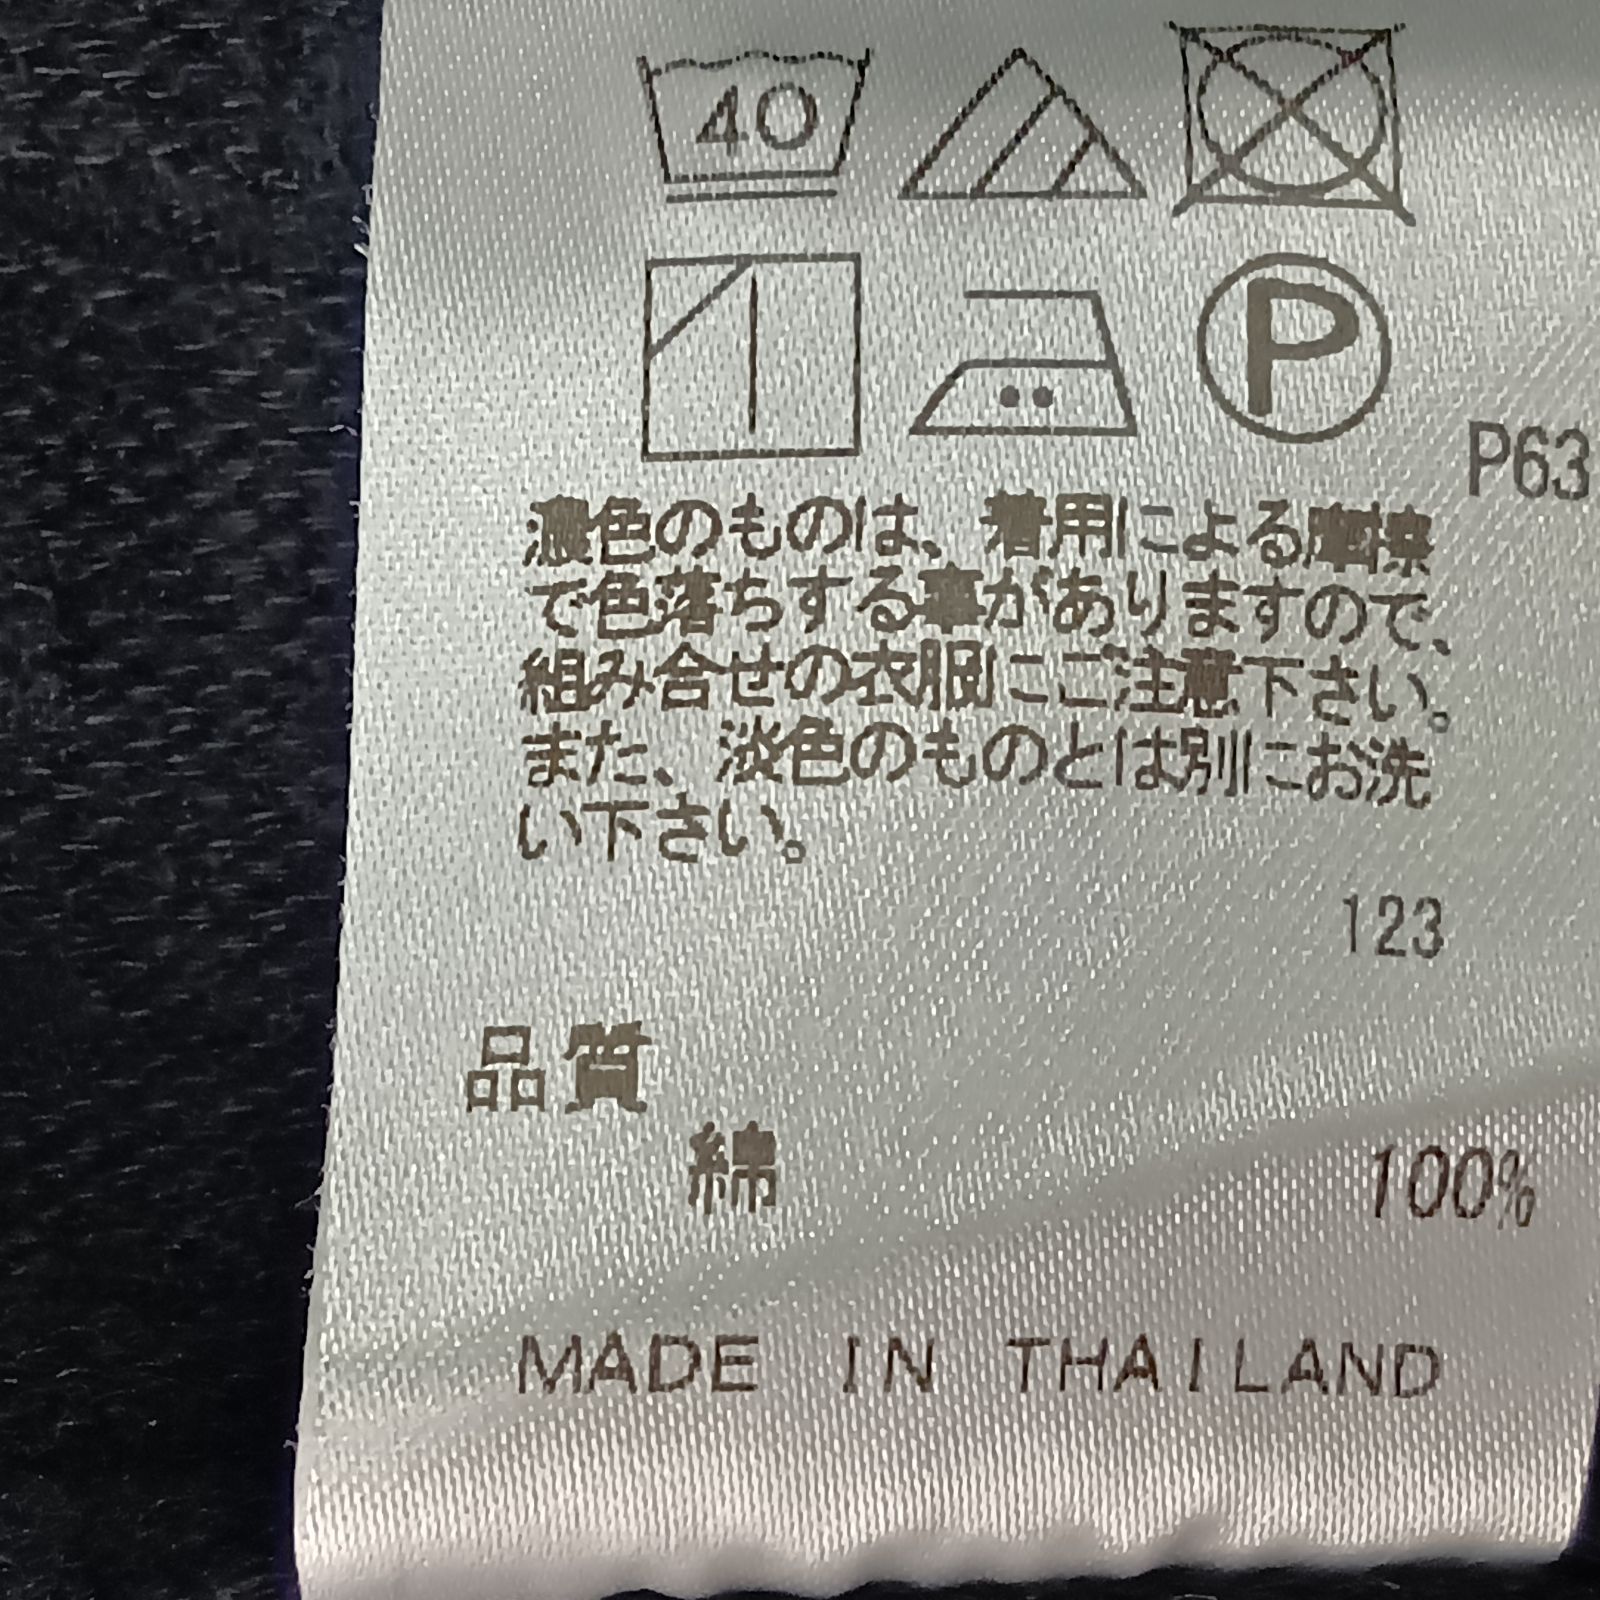 40
P
P63
濃色のものは、着用による摩擦
で色落ちする事がありますので、
組み合せの衣服にご注意下さい。
また、淡色のものとは別にお洗
い下さい。
123
品質
綿 100%
MADE IN THAILAND